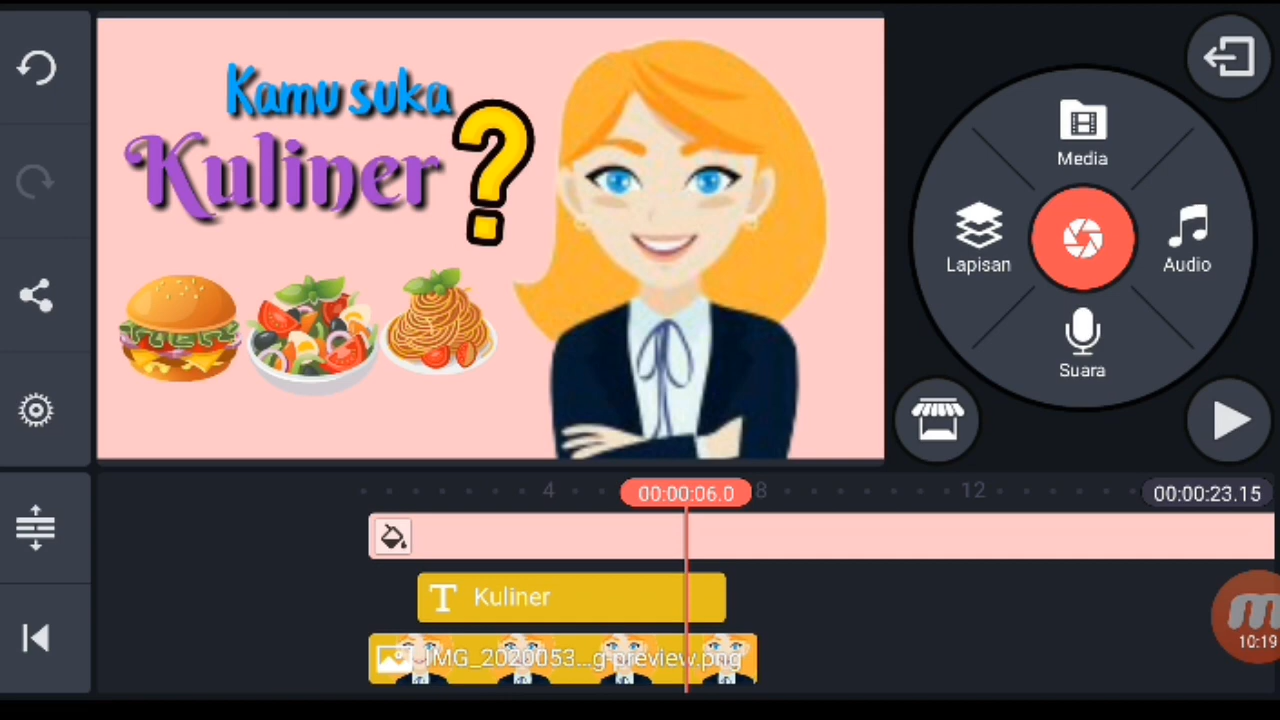 Kamu suka
Kuliner ?
Media
Lapisan
Audio
Suara
4
00:00:06.0
8
12
00:00:23.15
T Kuliner
IMG_2020053...g-preview.png
10:19